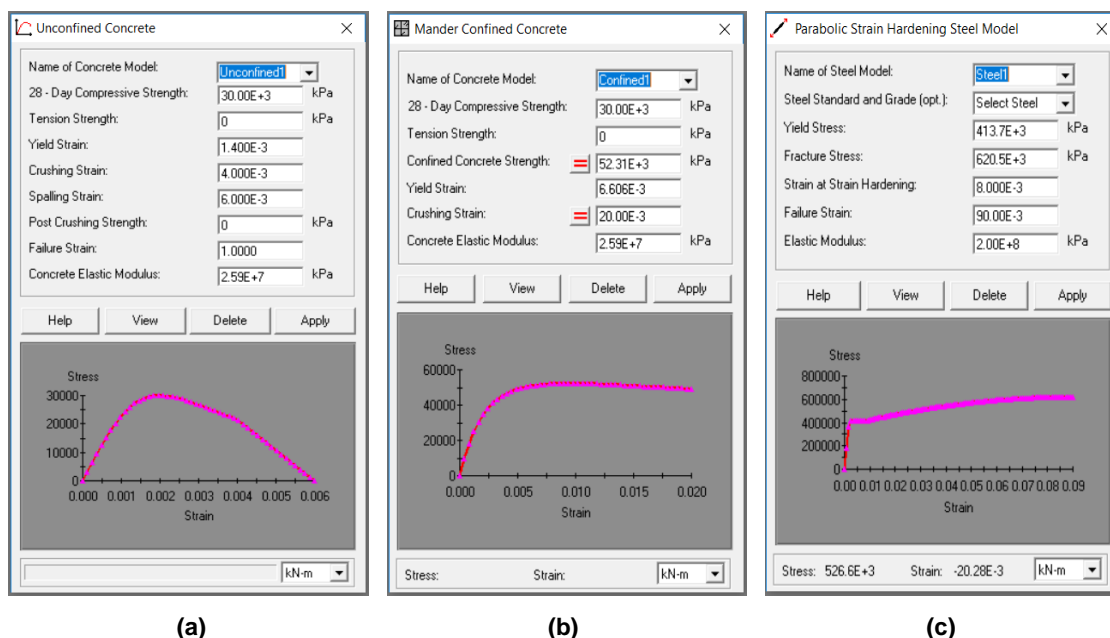 Unconfined Concrete
Name of Concrete Model: Unconfined1
28 - Day Compressive Strength: 30.00E+3 kPa
Tension Strength: 0 kPa
Yield Strain: 1.400E-3
Crushing Strain: 4.000E-3
Spalling Strain: 6.000E-3
Post Crushing Strength: 0 kPa
Failure Strain: 1.0000
Concrete Elastic Modulus: 2.59E+7 kPa
Help View Delete Apply
Stress
30000
20000
10000
0
0.000 0.001 0.002 0.003 0.004 0.005 0.006
Strain
kN-m
(a)
Mander Confined Concrete
Name of Concrete Model: Confined1
28 - Day Compressive Strength: 30.00E+3 kPa
Tension Strength: 0 kPa
Confined Concrete Strength: 52.31E+3 kPa
Yield Strain: 6.606E-3
Crushing Strain: 20.00E-3
Concrete Elastic Modulus: 2.59E+7 kPa
Help View Delete Apply
Stress
60000
40000
20000
0
0.000 0.005 0.010 0.015 0.020
Strain
Stress: Strain: kN-m
(b)
Parabolic Strain Hardening Steel Model
Name of Steel Model: Steel1
Steel Standard and Grade (opt.): Select Steel
Yield Stress: 413.7E+3 kPa
Fracture Stress: 620.5E+3 kPa
Strain at Strain Hardening: 8.000E-3
Failure Strain: 90.00E-3
Elastic Modulus: 2.00E+8 kPa
Help View Delete Apply
Stress
800000
600000
400000
200000
0
0.00 0.01 0.02 0.03 0.04 0.05 0.06 0.07 0.08 0.09
Strain
Stress: 526.6E+3 Strain: -20.28E-3 kN-m
(c)